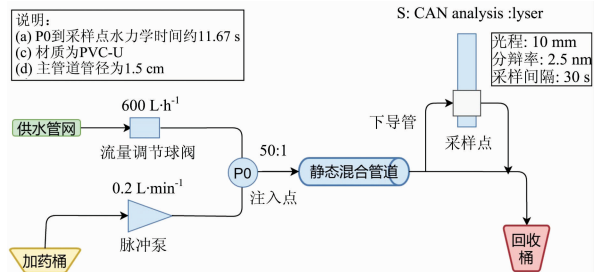 说明：
(a) P0到采样点水力学时间约11.67 s
(c) 材质为PVC-U
(d) 主管道管径为1.5 cm
S: CAN analysis :lyser
光程: 10 mm
分辩率: 2.5 nm
采样间隔: 30 s
600 L·h⁻¹
供水管网
流量调节球阀
下导管
采样点
50:1
P0
静态混合管道
注入点
0.2 L·min⁻¹
脉冲泵
加药桶
回收
桶